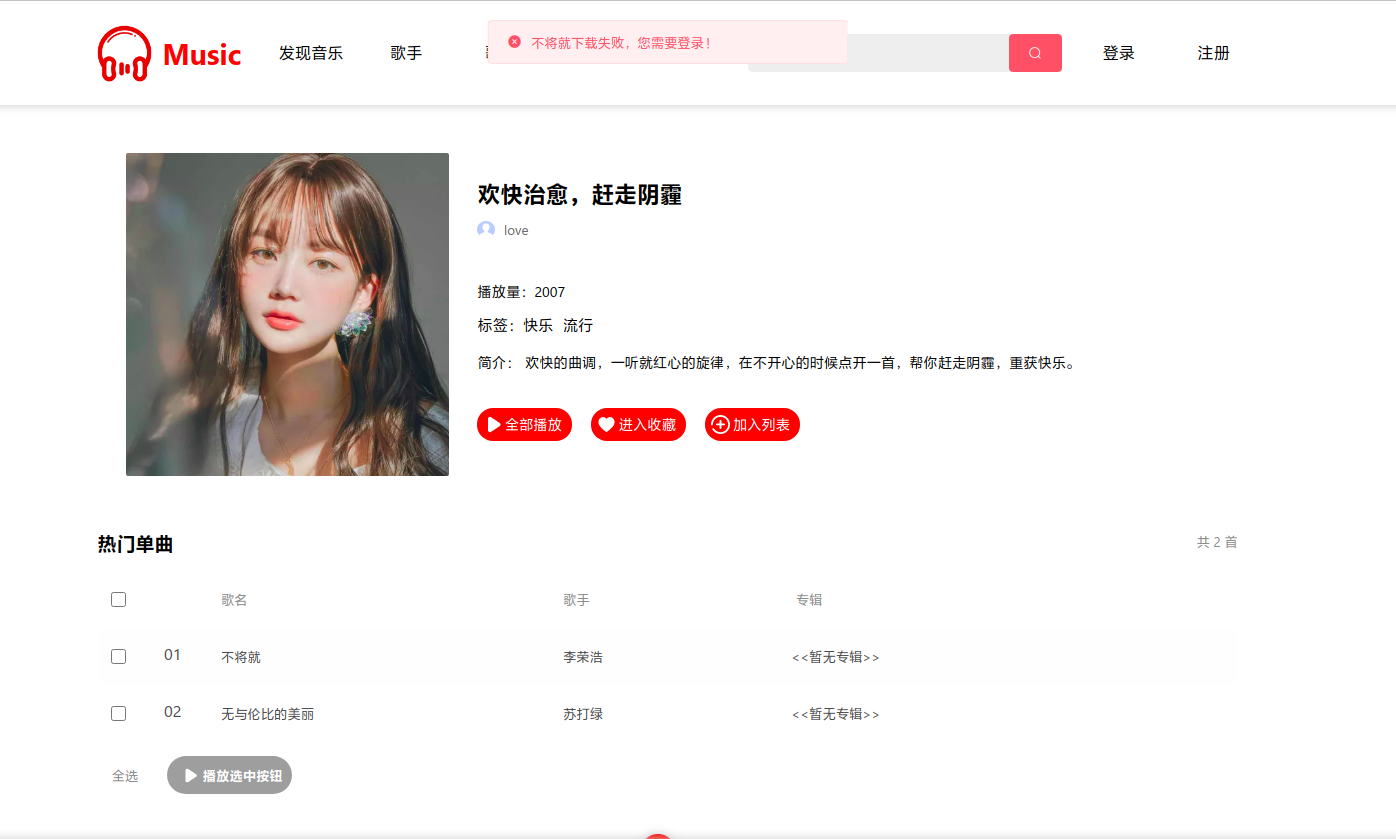 不将就下载失败，您需要登录！
Music 发现音乐 歌手 登录 注册
欢快治愈，赶走阴霾
love
播放量：2007
标签：快乐 流行
简介： 欢快的曲调，一听就红心的旋律，在不开心的时候点开一首，帮你赶走阴霾，重获快乐。
全部播放 进入收藏 加入列表
热门单曲 共 2 首
歌名 歌手 专辑
01 不将就 李荣浩 <<暂无专辑>>
02 无与伦比的美丽 苏打绿 <<暂无专辑>>
全选 播放选中按钮